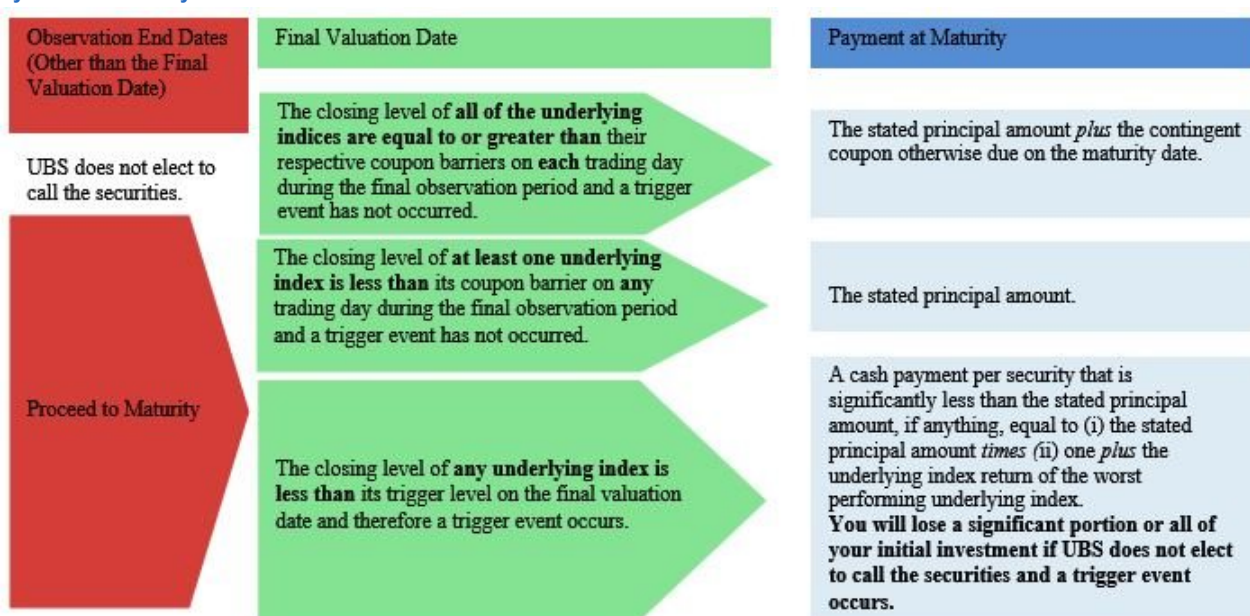 Observation End Dates
(Other than the Final
Valuation Date)
Final Valuation Date
Payment at Maturity
UBS does not elect to
call the securities.
The closing level of all of the underlying
indices are equal to or greater than their
respective coupon barriers on each trading day
during the final observation period and a trigger
event has not occurred.
The stated principal amount plus the contingent
coupon otherwise due on the maturity date.
Proceed to Maturity
The closing level of at least one underlying
index is less than its coupon barrier on any
trading day during the final observation period
and a trigger event has not occurred.
The stated principal amount.
The closing level of any underlying index is
less than its trigger level on the final valuation
date and therefore a trigger event occurs.
A cash payment per security that is
significantly less than the stated principal
amount, if anything, equal to (i) the stated
principal amount times (ii) one plus the
underlying index return of the worst
performing underlying index.
You will lose a significant portion or all of
your initial investment if UBS does not elect
to call the securities and a trigger event
occurs.